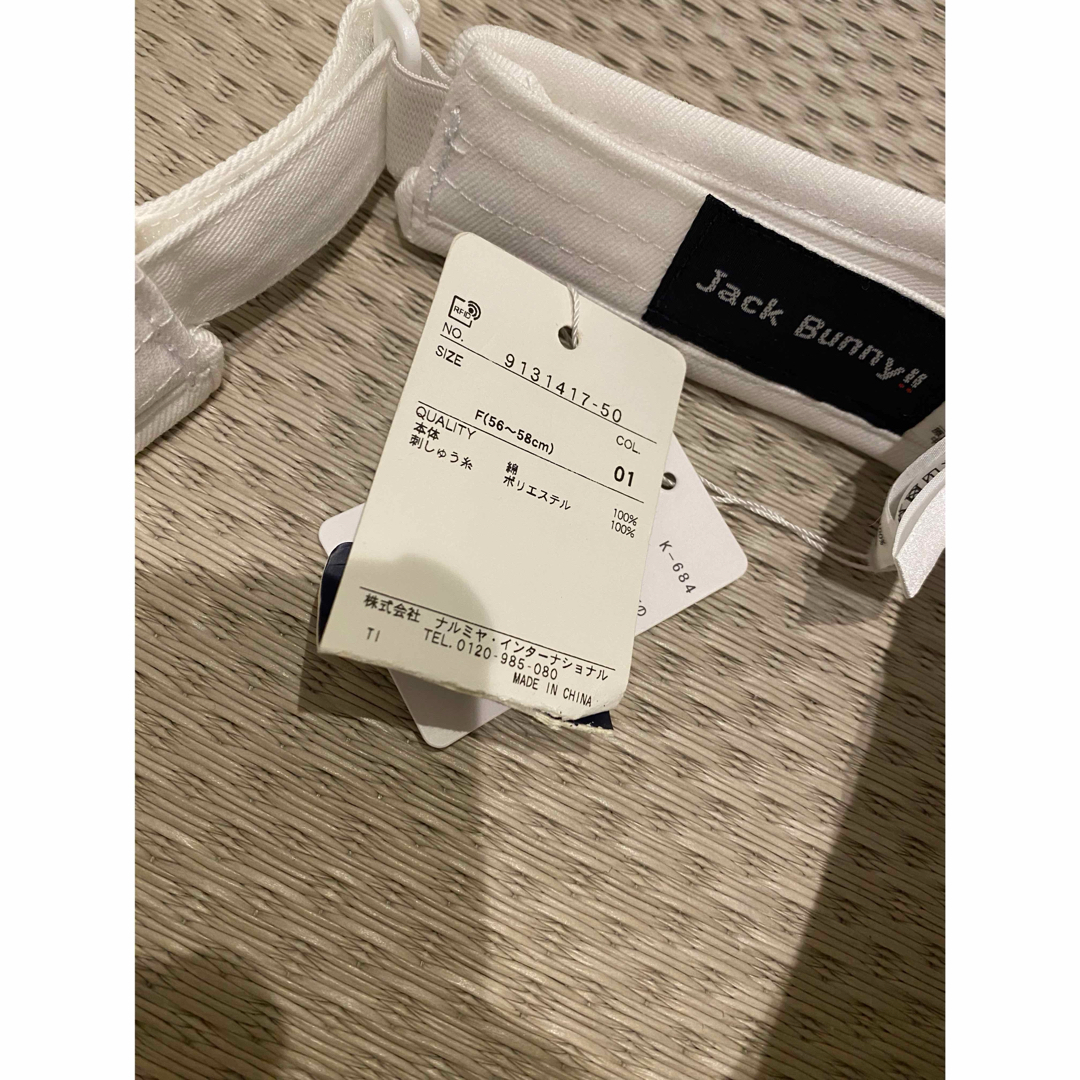 Jack Bunny!!
RFID
NO. 9131417-50
SIZE COL.
F(56～58cm) 01
QUALITY
本体 綿 100%
刺しゅう糸 ポリエステル 100%
株式会社 ナルミヤ・インターナショナル
TI TEL.0120-985-080
MADE IN CHINA
K-684